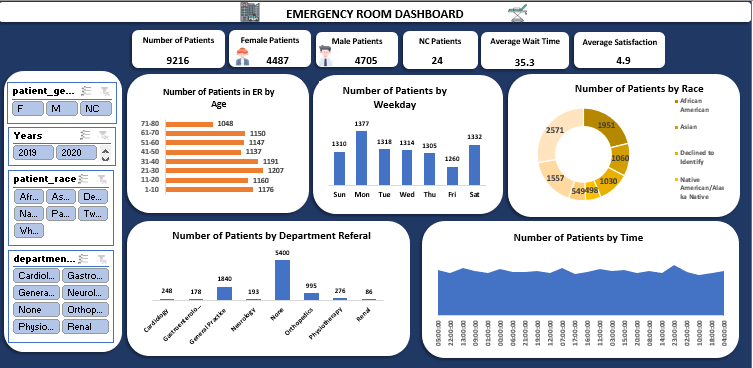 EMERGENCY ROOM DASHBOARD
Number of Patients
9216
Female Patients
4487
Male Patients
4705
NC Patients
24
Average Wait Time
35.3
Average Satisfaction
4.9
patient_ge...
F M NC
Years
2019 2020
patient_race
Afr... As... De...
Na... Pa... Tw...
Wh...
departmen...
Cardiol... Gastro...
Genera... Neurol...
None Orthop...
Physio... Renal
Number of Patients in ER by
Age
71-80 1048
61-70 1150
51-60 1147
41-50 1137
31-40 1191
21-30 1207
11-20 1160
1-10 1176
Number of Patients by
Weekday
1310 1377 1318 1314 1305 1260 1332
Sun Mon Tue Wed Thu Fri Sat
Number of Patients by Race
2571 1951
1060
1557 1030
549 498
African
American
Asian
Declined to
Identify
Native
American/Alas
ka Native
Number of Patients by Department Referal
248 178 1840 193 5400 995 276 86
Cardiology Gastroenterolo... General Practice Neurology None Orthopedics Physiotherapy Renal
Number of Patients by Time
05:00:00 22:00:00 13:00:00 09:00:00 01:00:00 06:00:00 03:00:00 21:00:00 00:00:00 02:00:00 20:00:00 12:00:00 07:00:00 17:00:00 16:00:00 11:00:00 10:00:00 15:00:00 19:00:00 14:00:00 23:00:00 08:00:00 18:00:00 04:00:00